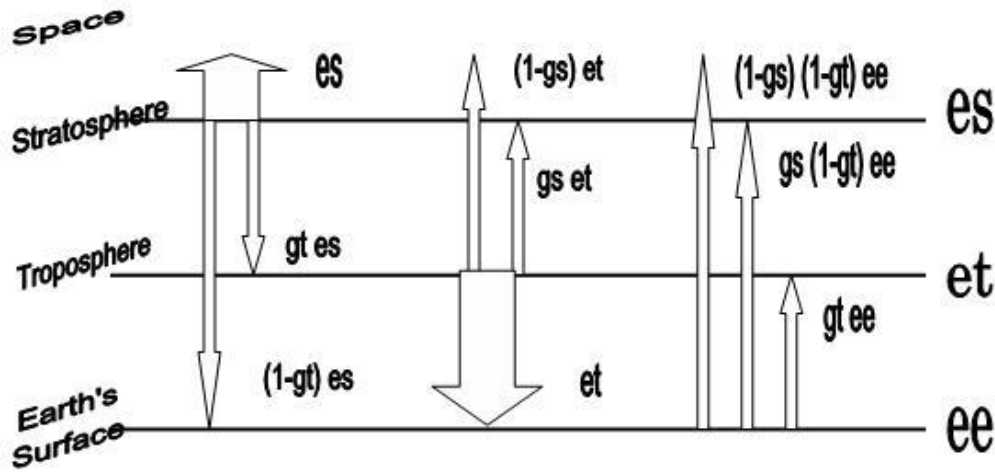 Space
es
(1-gs) et
(1-gs) (1-gt) ee
es
Stratosphere
gs et
gs (1-gt) ee
gt es
Troposphere
et
gt ee
(1-gt) es
et
Earth's
Surface
ee